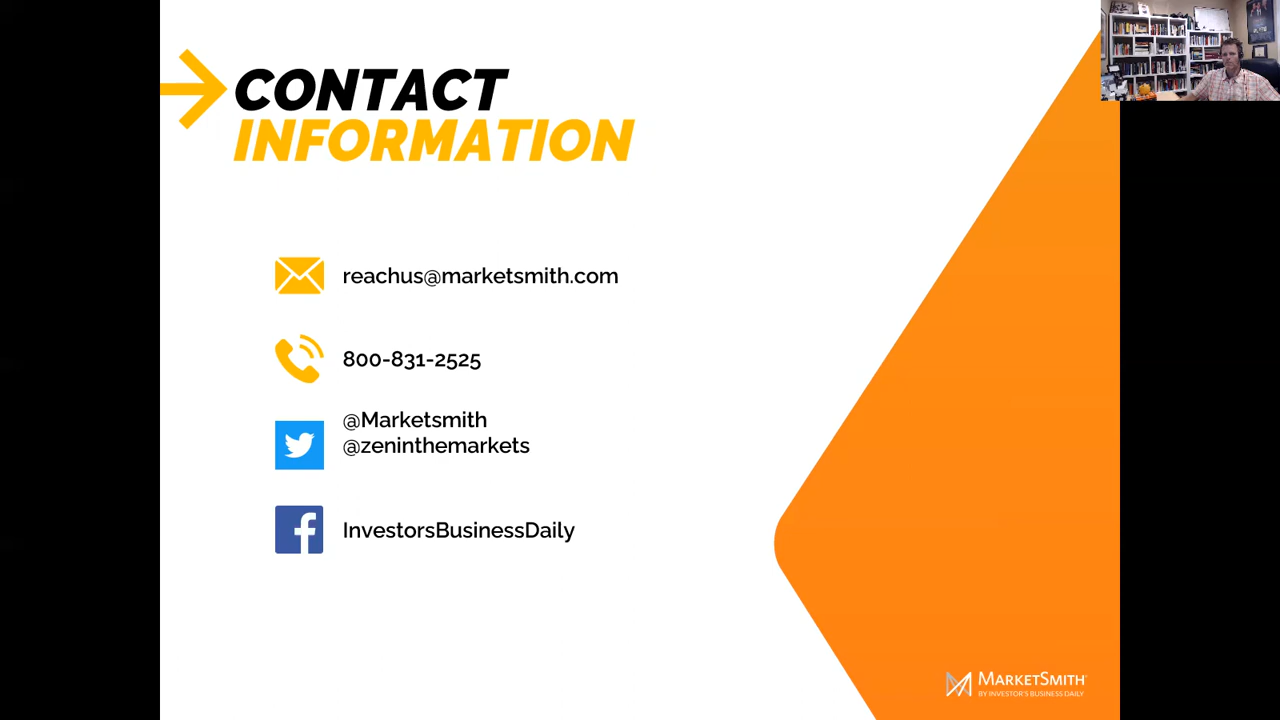 CONTACT
INFORMATION
reachus@marketsmith.com
800-831-2525
@Marketsmith
@zeninthemarkets
InvestorsBusinessDaily
MARKETSMITH
BY INVESTOR'S BUSINESS DAILY